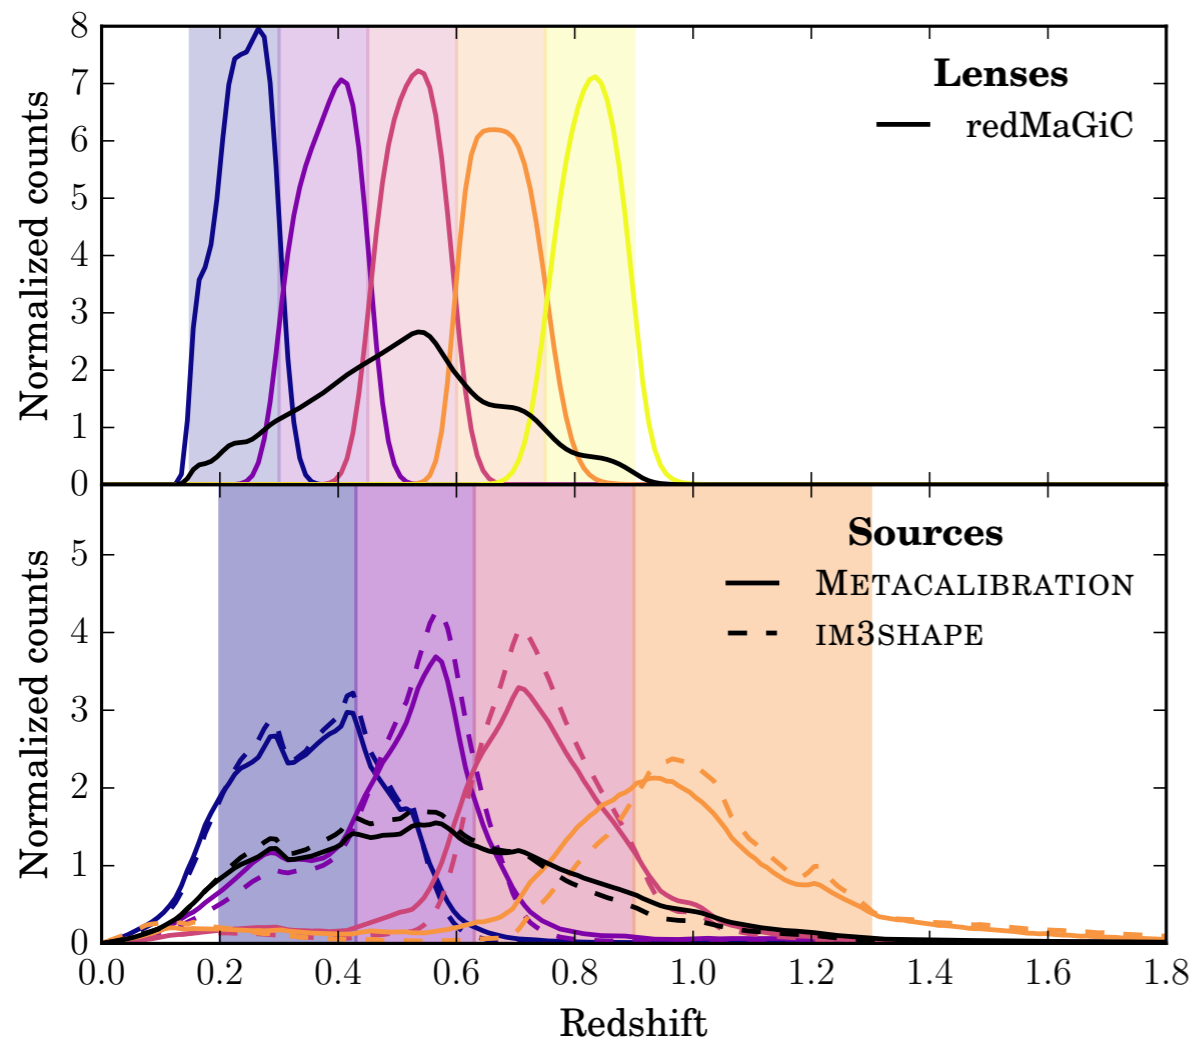 8
7
6
5
4
3
2
1
0
Normalized counts
Lenses
redMaGiC
0
5
4
3
2
1
0
Normalized counts
Sources
METACALIBRATION
IM3SHAPE
0.0 0.2 0.4 0.6 0.8 1.0 1.2 1.4 1.6 1.8
Redshift